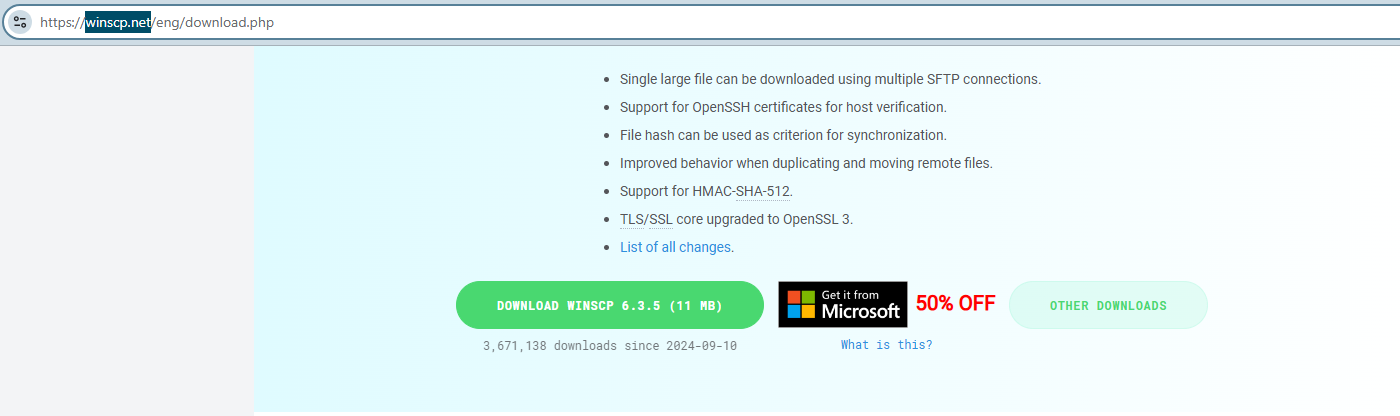 https://winscp.net/eng/download.php
Single large file can be downloaded using multiple SFTP connections.
Support for OpenSSH certificates for host verification.
File hash can be used as criterion for synchronization.
Improved behavior when duplicating and moving remote files.
Support for HMAC-SHA-512.
TLS/SSL core upgraded to OpenSSL 3.
List of all changes.
DOWNLOAD WINSCP 6.3.5 (11 MB)
3,671,138 downloads since 2024-09-10
Get it from
Microsoft
50% OFF
What is this?
OTHER DOWNLOADS